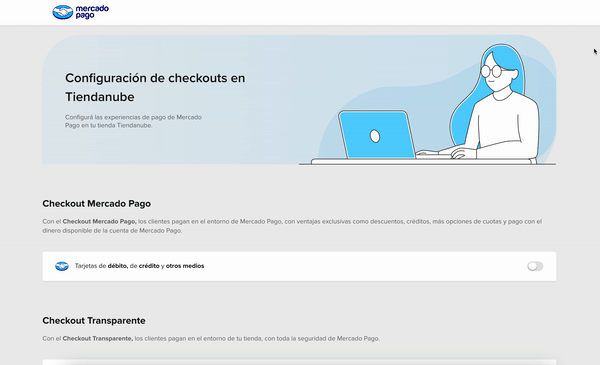 mercado
pago
Configuración de checkouts en
Tiendanube
Configurá las experiencias de pago de Mercado
Pago en tu tienda Tiendanube.
Checkout Mercado Pago
Con el Checkout Mercado Pago, los clientes pagan en el entorno de Mercado Pago, con ventajas exclusivas como descuentos, créditos, más opciones de cuotas y pago con el
dinero disponible de la cuenta de Mercado Pago.
Tarjetas de débito, de crédito y otros medios
Checkout Transparente
Con el Checkout Transparente, los clientes pagan en el entorno de tu tienda, con toda la seguridad de Mercado Pago.